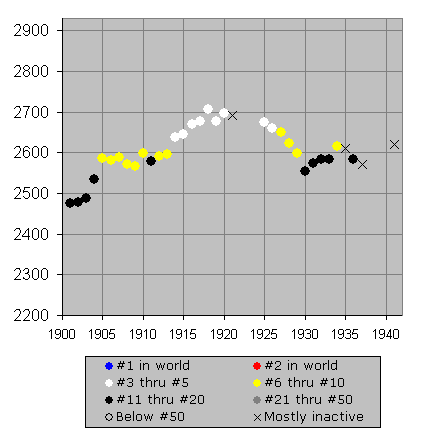 2900
2800
2700
2600
2500
2400
2300
2200
1900 1905 1910 1915 1920 1925 1930 1935 1940
#1 in world #2 in world
#3 thru #5 #6 thru #10
#11 thru #20 #21 thru #50
Below #50 Mostly inactive